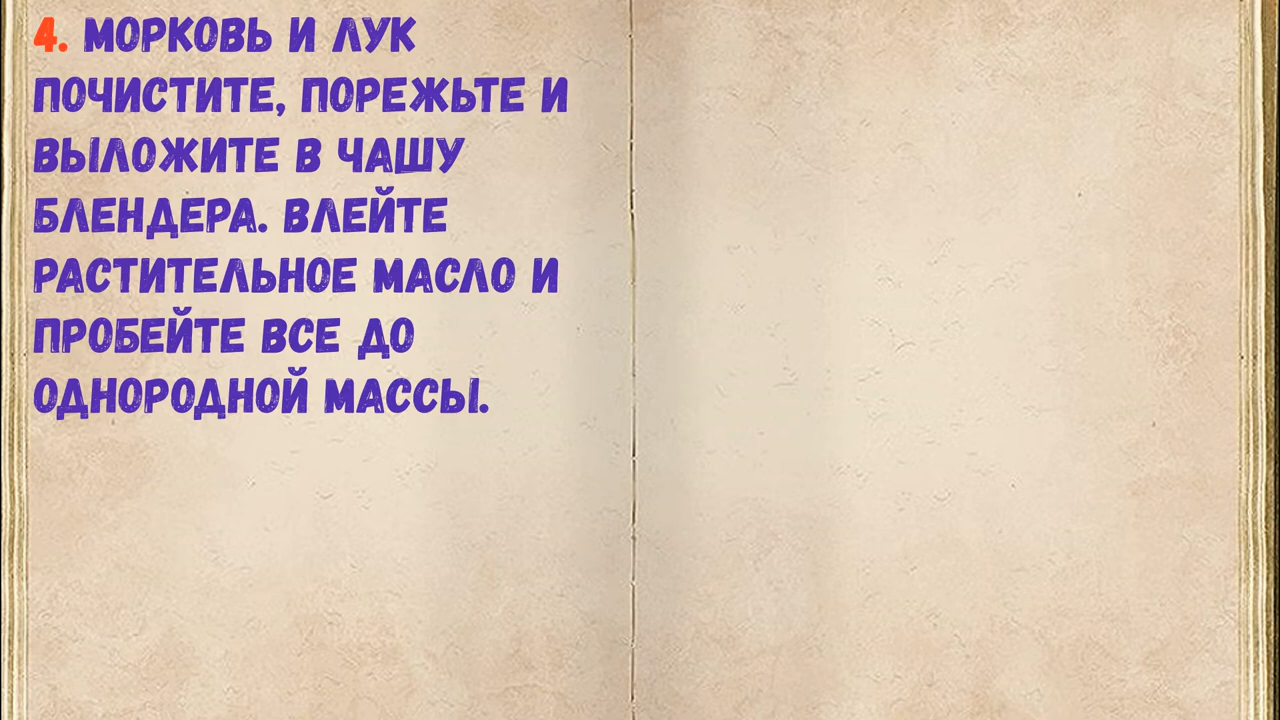 4. МОРКОВЬ И ЛУК
ПОЧИСТИТЕ, ПОРЕЖЬТЕ И
ВЫЛОЖИТЕ В ЧАШУ
БЛЕНДЕРА. ВЛЕЙТЕ
РАСТИТЕЛЬНОЕ МАСЛО И
ПРОБЕЙТЕ ВСЕ ДО
ОДНОРОДНОЙ МАССЫ.